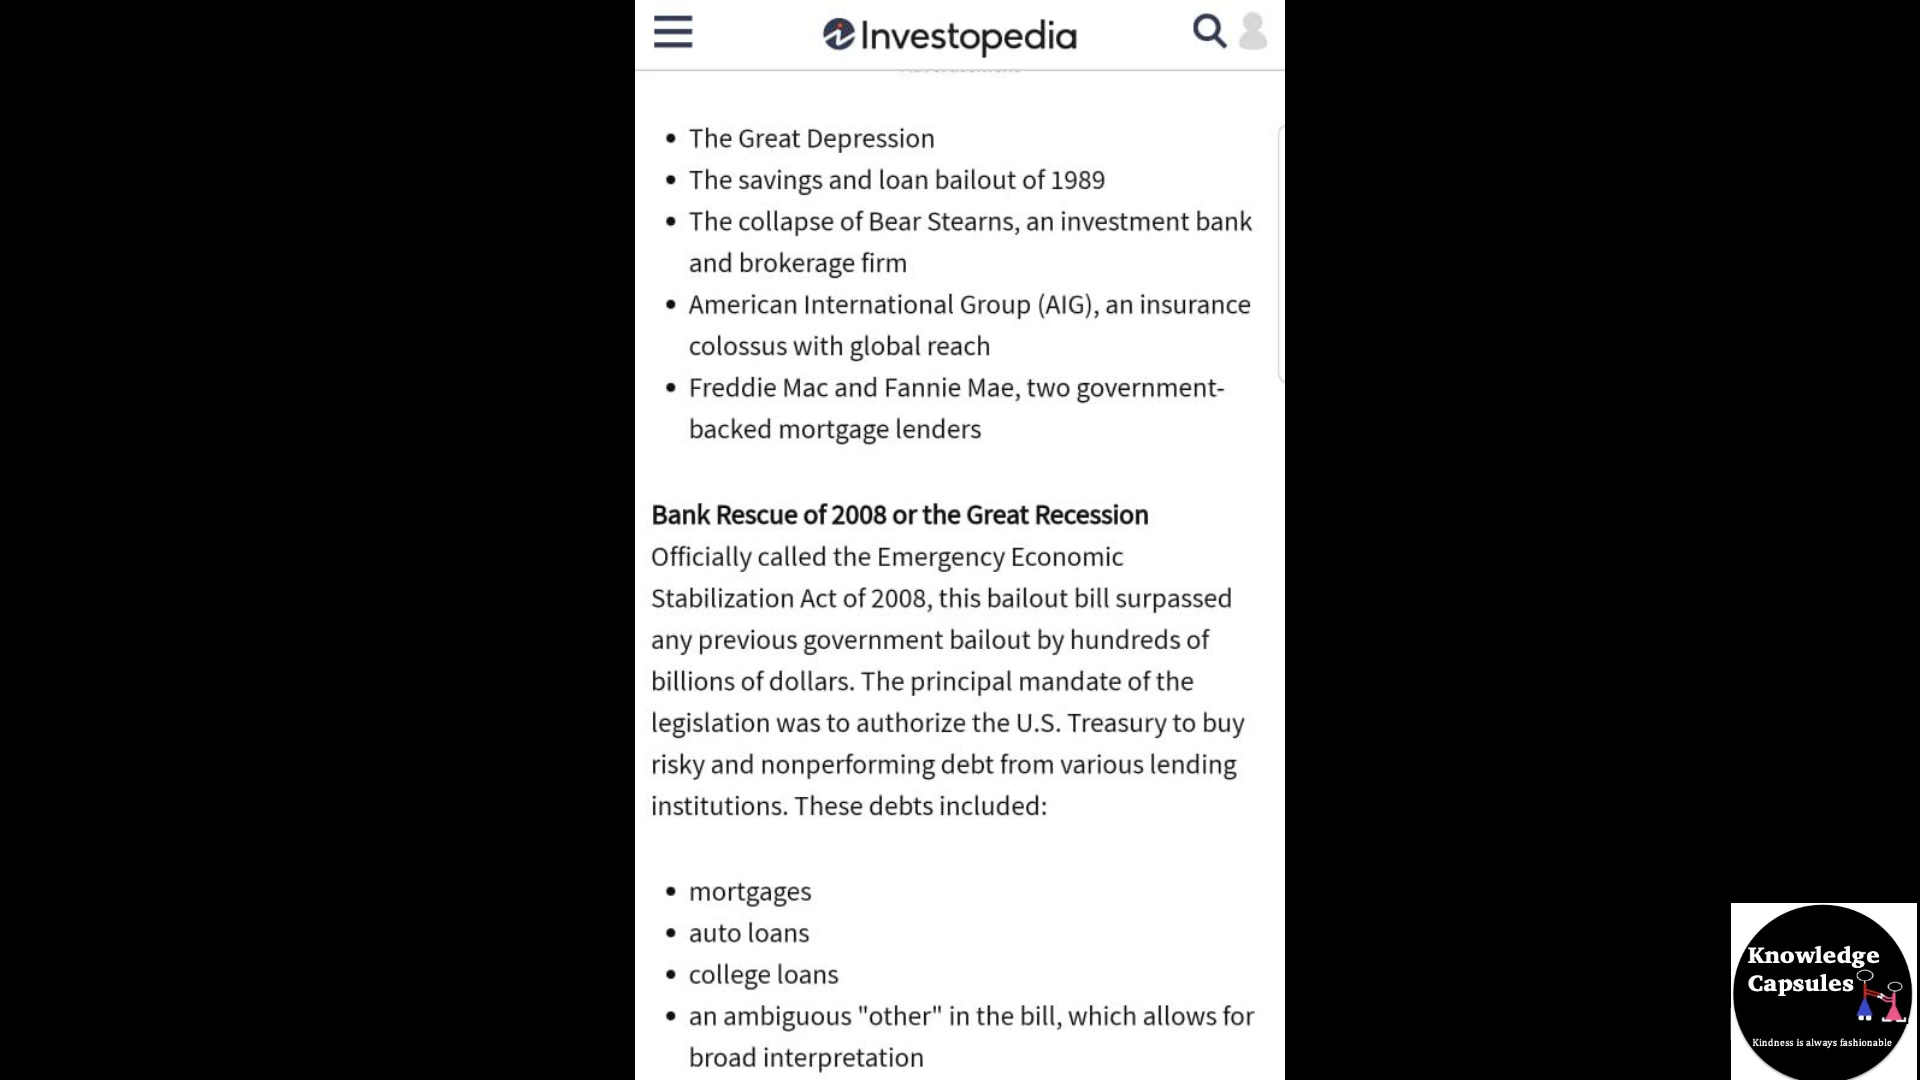 Investopedia
• The Great Depression
• The savings and loan bailout of 1989
• The collapse of Bear Stearns, an investment bank
and brokerage firm
• American International Group (AIG), an insurance
colossus with global reach
• Freddie Mac and Fannie Mae, two government-
backed mortgage lenders
Bank Rescue of 2008 or the Great Recession
Officially called the Emergency Economic
Stabilization Act of 2008, this bailout bill surpassed
any previous government bailout by hundreds of
billions of dollars. The principal mandate of the
legislation was to authorize the U.S. Treasury to buy
risky and nonperforming debt from various lending
institutions. These debts included:
• mortgages
• auto loans
• college loans
• an ambiguous "other" in the bill, which allows for
broad interpretation
Knowledge
Capsules
Kindness is always fashionable